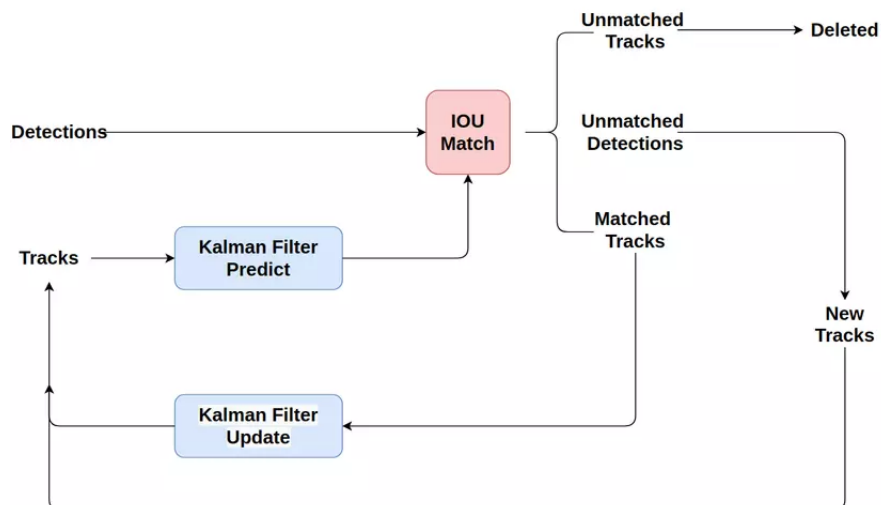 Unmatched
Tracks
Deleted
Detections
IOU
Match
Unmatched
Detections
Matched
Tracks
Tracks
Kalman Filter
Predict
New
Tracks
Kalman Filter
Update